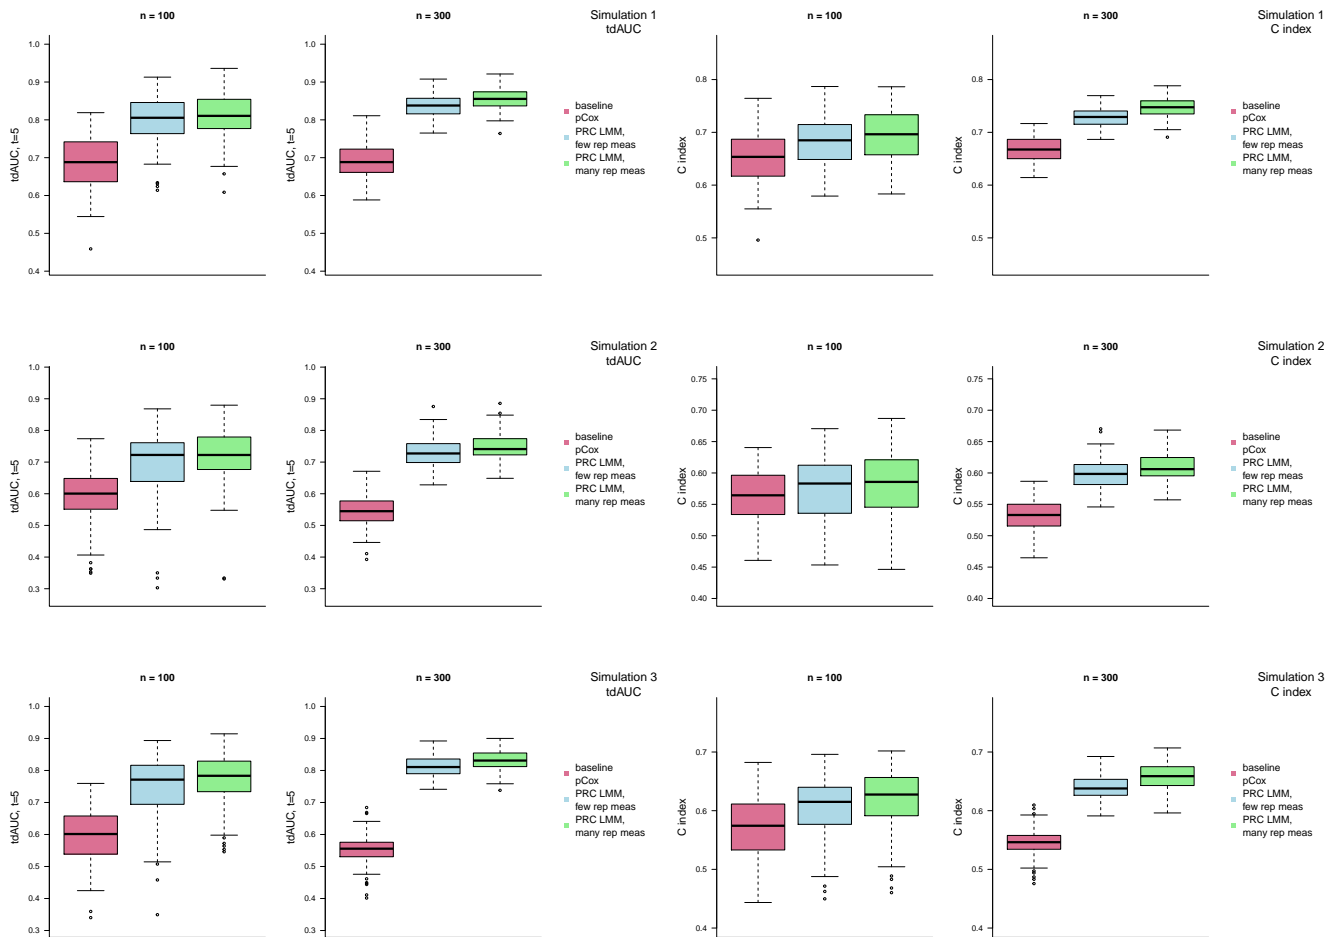 n = 100
n = 300
Simulation 1
tdAUC
tdAUC, t=5
1.0
0.9
0.8
0.7
0.6
0.5
0.4
tdAUC, t=5
1.0
0.9
0.8
0.7
0.6
0.5
0.4
baseline
pCox
PRC LMM,
few rep meas
PRC LMM,
many rep meas
n = 100
n = 300
Simulation 1
C index
C index
0.8
0.7
0.6
0.5
C index
0.8
0.7
0.6
0.5
baseline
pCox
PRC LMM,
few rep meas
PRC LMM,
many rep meas
n = 100
n = 300
Simulation 2
tdAUC
tdAUC, t=5
1.0
0.9
0.8
0.7
0.6
0.5
0.4
0.3
tdAUC, t=5
1.0
0.9
0.8
0.7
0.6
0.5
0.4
0.3
baseline
pCox
PRC LMM,
few rep meas
PRC LMM,
many rep meas
n = 100
n = 300
Simulation 2
C index
C index
0.75
0.70
0.65
0.60
0.55
0.50
0.45
0.40
C index
0.75
0.70
0.65
0.60
0.55
0.50
0.45
0.40
baseline
pCox
PRC LMM,
few rep meas
PRC LMM,
many rep meas
n = 100
n = 300
Simulation 3
tdAUC
tdAUC, t=5
1.0
0.9
0.8
0.7
0.6
0.5
0.4
0.3
tdAUC, t=5
1.0
0.9
0.8
0.7
0.6
0.5
0.4
0.3
baseline
pCox
PRC LMM,
few rep meas
PRC LMM,
many rep meas
n = 100
n = 300
Simulation 3
C index
C index
0.7
0.6
0.5
0.4
C index
0.7
0.6
0.5
0.4
baseline
pCox
PRC LMM,
few rep meas
PRC LMM,
many rep meas